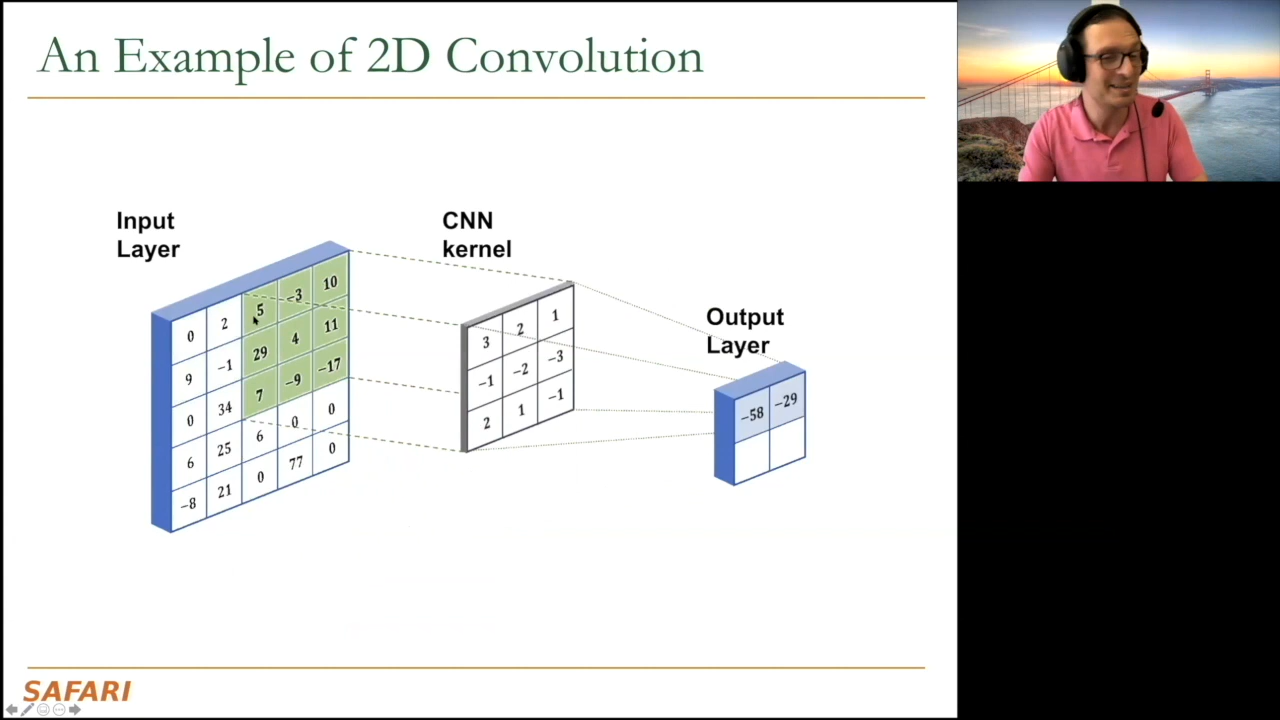 An Example of 2D Convolution
Input
Layer
CNN
kernel
Output
Layer
0 2 5 −3 10
9 −1 29 4 11
0 34 7 −9 −17
6 25 6 0 0
−8 21 0 77 0
3 2 1
−1 −2 −3
2 1 −1
−58 −29
SAFARI